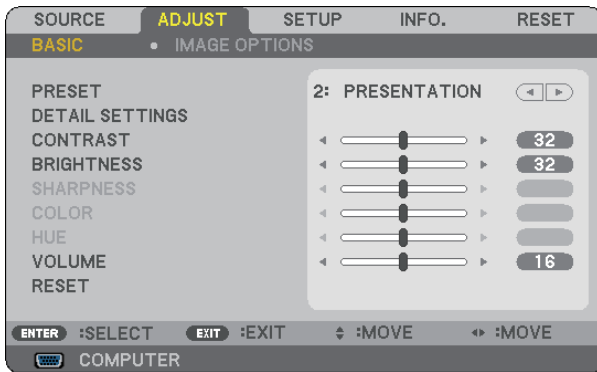 SOURCE ADJUST SETUP INFO. RESET
BASIC • IMAGE OPTIONS
PRESET 2: PRESENTATION
DETAIL SETTINGS
CONTRAST 32
BRIGHTNESS 32
SHARPNESS
COLOR
HUE
VOLUME 16
RESET
ENTER :SELECT EXIT :EXIT :MOVE :MOVE
COMPUTER